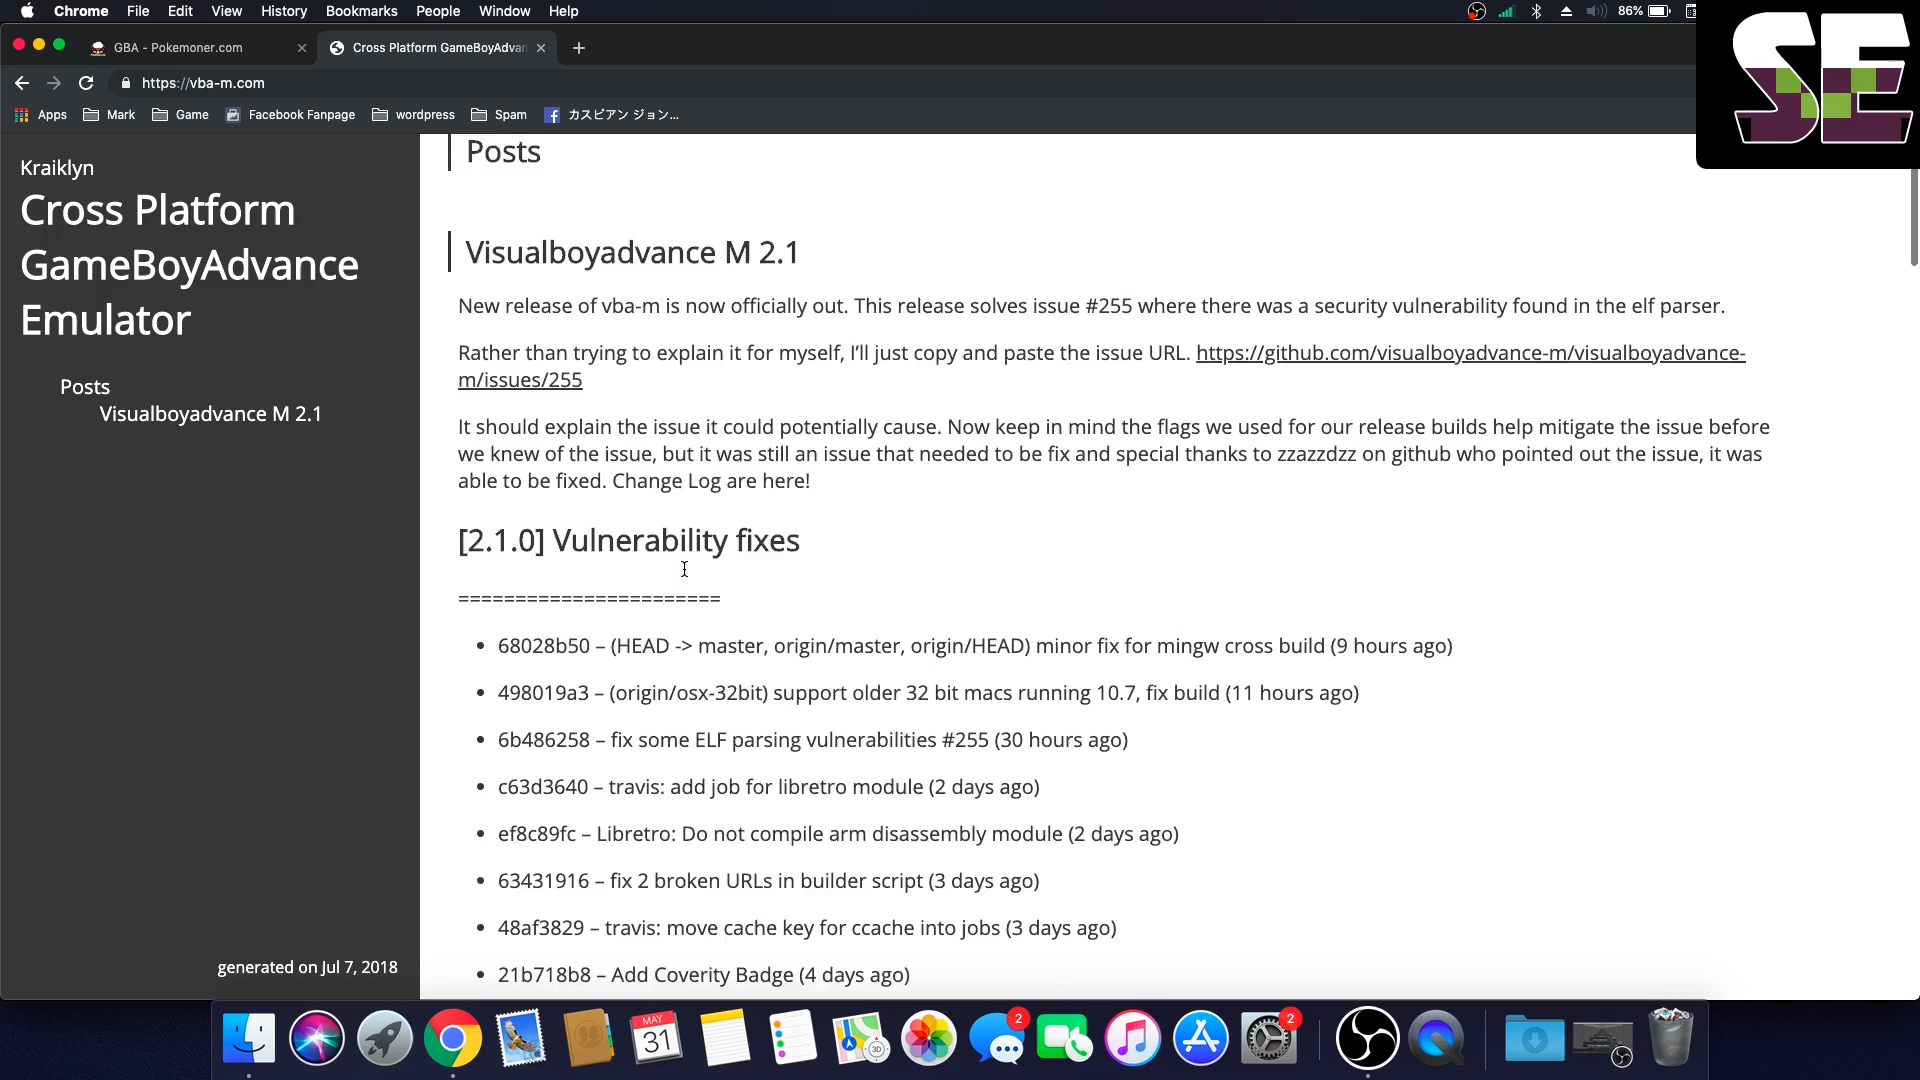 Chrome File Edit View History Bookmarks People Window Help
86%
GBA - Pokemoner.com
Cross Platform GameBoyAdvan
https://vba-m.com
Apps Mark Game Facebook Fanpage wordpress Spam カスピアン ジョン...
SE
Kraiklyn
Cross Platform
GameBoyAdvance
Emulator
Posts
Visualboyadvance M 2.1
generated on Jul 7, 2018
Posts
Visualboyadvance M 2.1
New release of vba-m is now officially out. This release solves issue #255 where there was a security vulnerability found in the elf parser.
Rather than trying to explain it for myself, I’ll just copy and paste the issue URL. https://github.com/visualboyadvance-m/visualboyadvance-
m/issues/255
It should explain the issue it could potentially cause. Now keep in mind the flags we used for our release builds help mitigate the issue before
we knew of the issue, but it was still an issue that needed to be fix and special thanks to zzazzdzz on github who pointed out the issue, it was
able to be fixed. Change Log are here!
[2.1.0] Vulnerability fixes
=======================
• 68028b50 – (HEAD -> master, origin/master, origin/HEAD) minor fix for mingw cross build (9 hours ago)
• 498019a3 – (origin/osx-32bit) support older 32 bit macs running 10.7, fix build (11 hours ago)
• 6b486258 – fix some ELF parsing vulnerabilities #255 (30 hours ago)
• c63d3640 – travis: add job for libretro module (2 days ago)
• ef8c89fc – Libretro: Do not compile arm disassembly module (2 days ago)
• 63431916 – fix 2 broken URLs in builder script (3 days ago)
• 48af3829 – travis: move cache key for ccache into jobs (3 days ago)
• 21b718b8 – Add Coverity Badge (4 days ago)
MAY
31
3D
2
2